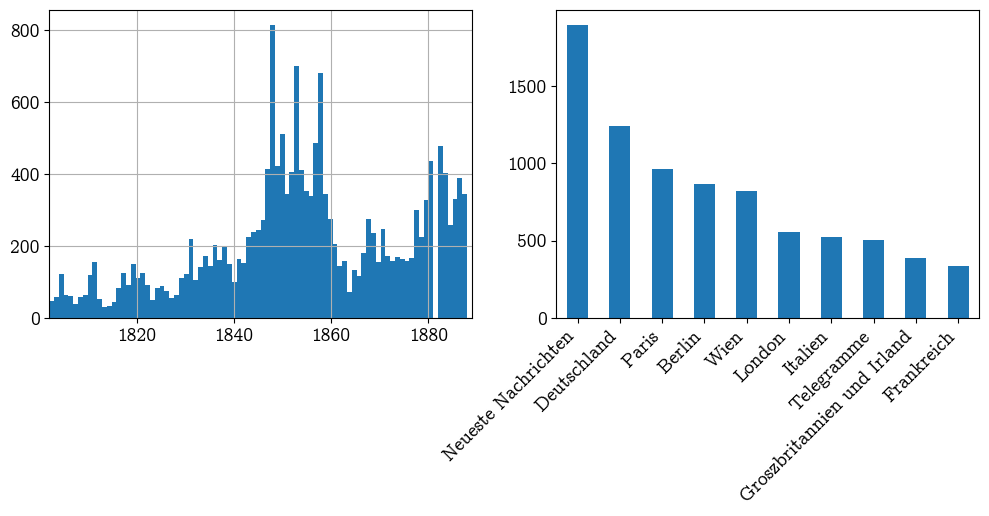 800
600
400
200
0
1820
1840
1860
1880
1500
1000
500
0
Neueste Nachrichten
Deutschland
Paris
Berlin
Wien
London
Italien
Telegramme
Groszbritannien und Irland
Frankreich